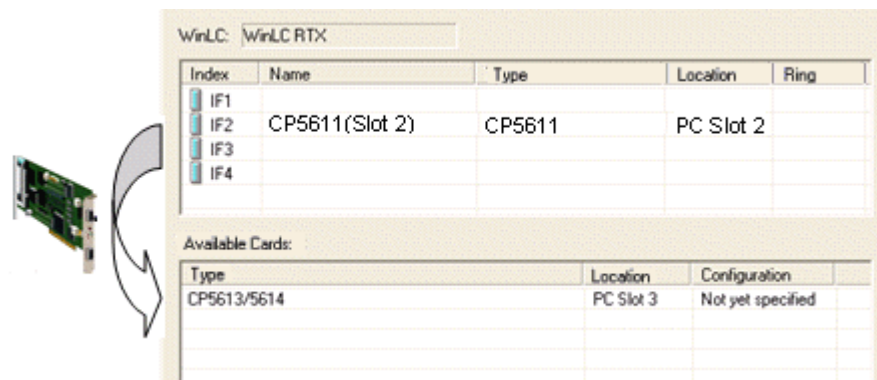 WinLC: WinLC RTX
Index Name Type Location Ring
IF1
IF2 CP5611(Slot 2) CP5611 PC Slot 2
IF3
IF4
Available Cards:
Type Location Configuration
CP5613/5614 PC Slot 3 Not yet specified